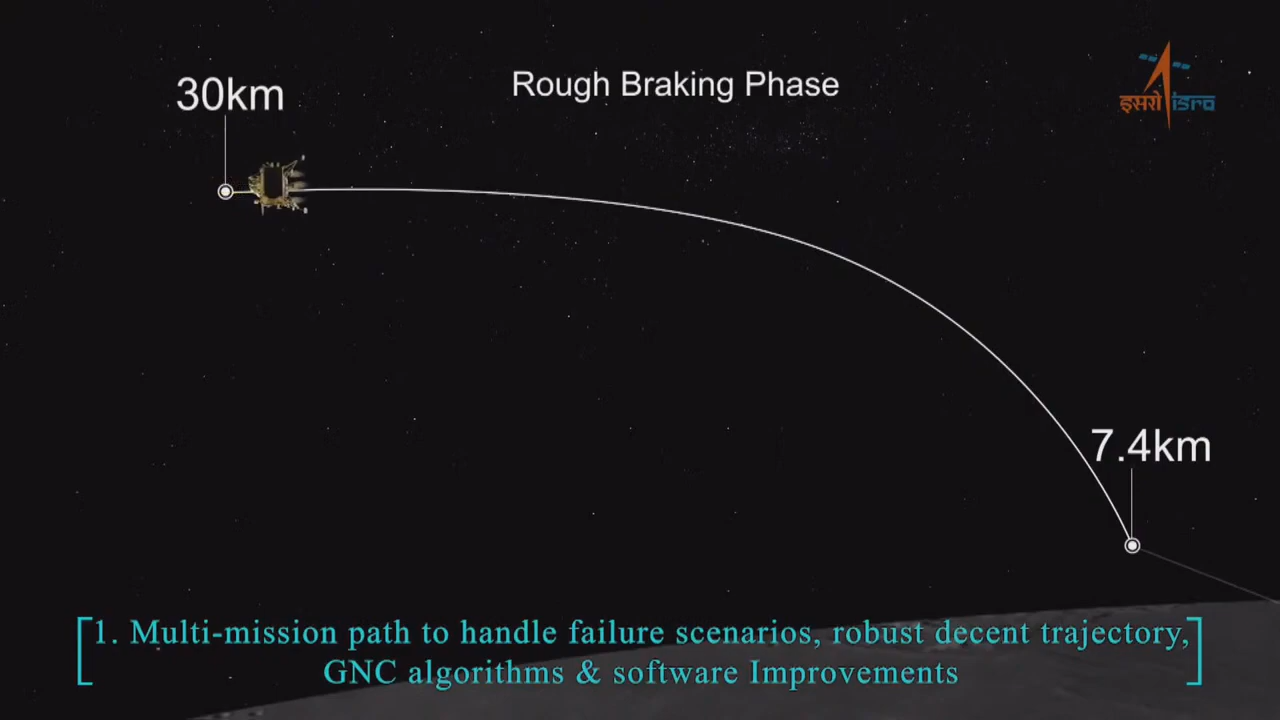 30km
Rough Braking Phase
इसरो isro
7.4km
1. Multi-mission path to handle failure scenarios, robust decent trajectory,
GNC algorithms & software Improvements